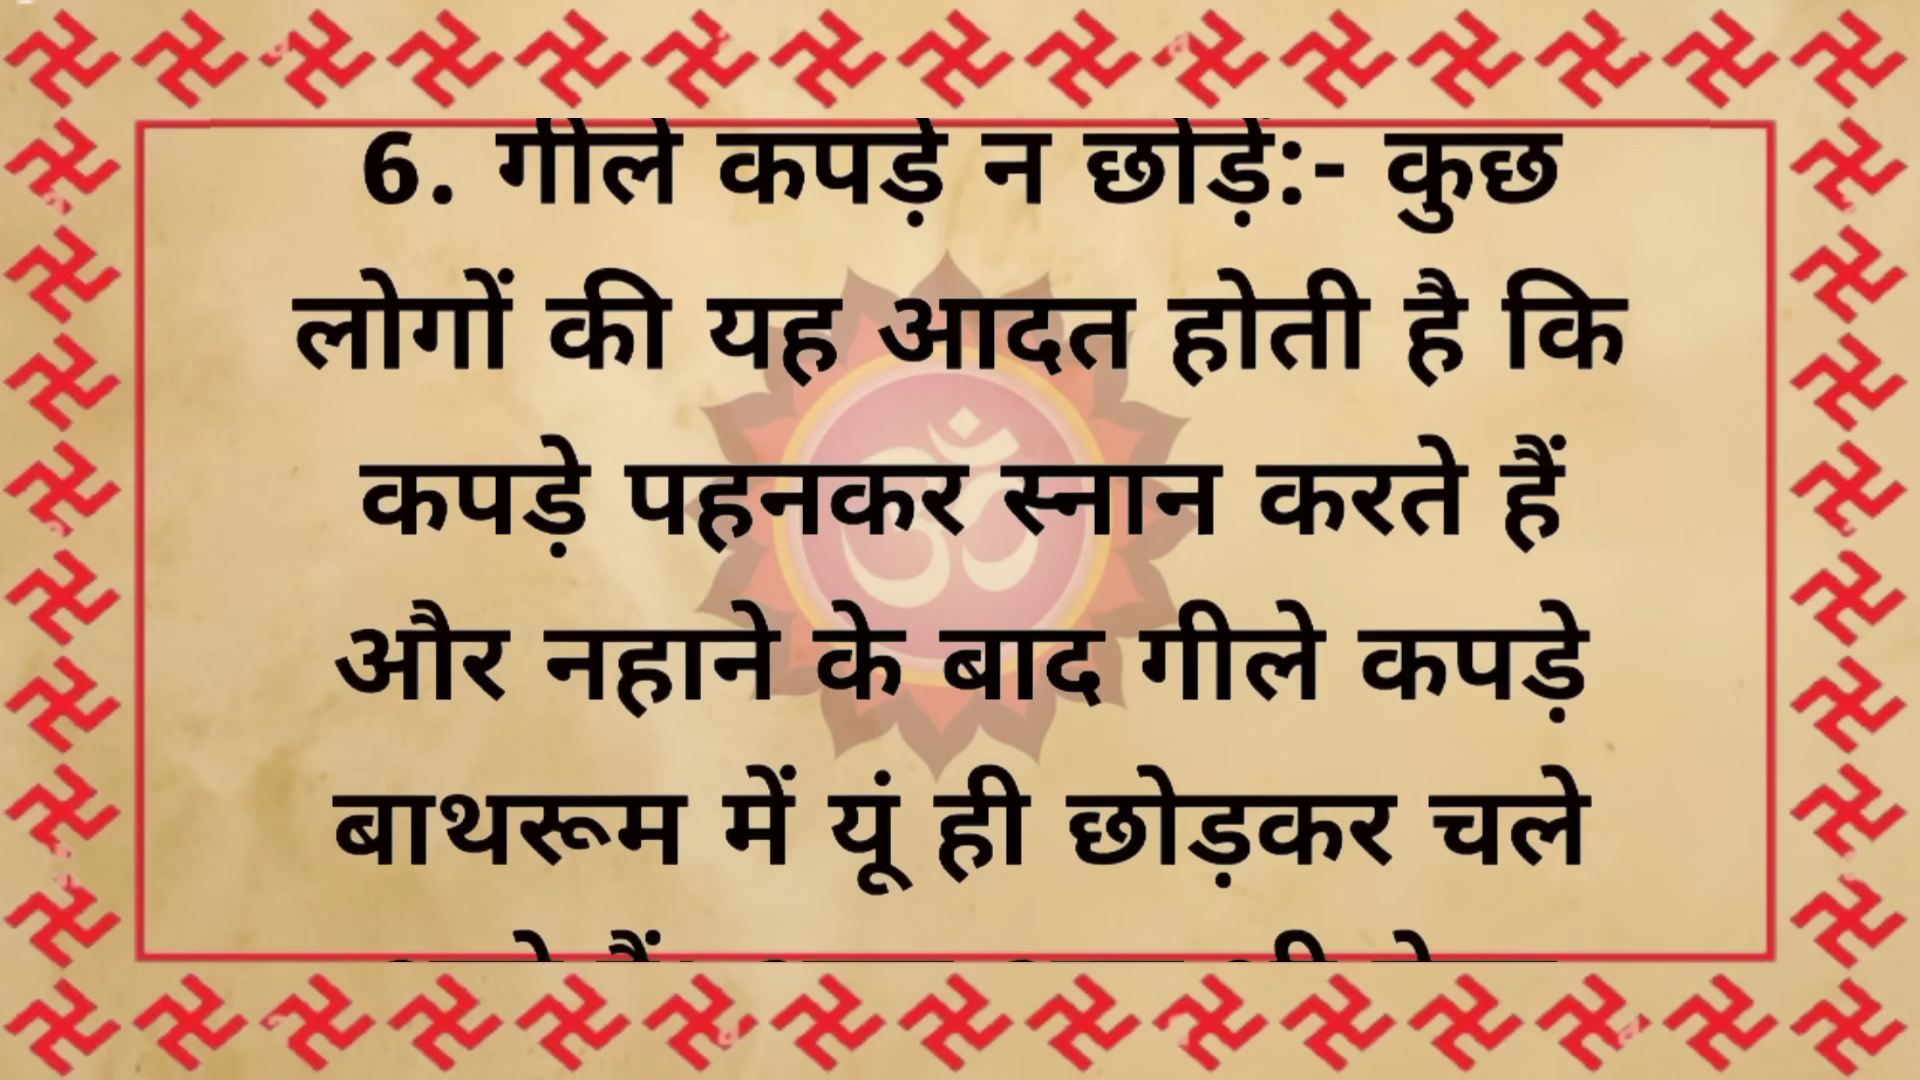 6. गीले कपड़े न छोड़ें:- कुछ
लोगों की यह आदत होती है कि
कपड़े पहनकर स्नान करते हैं
और नहाने के बाद गीले कपड़े
बाथरूम में यूं ही छोड़कर चले
ॐ